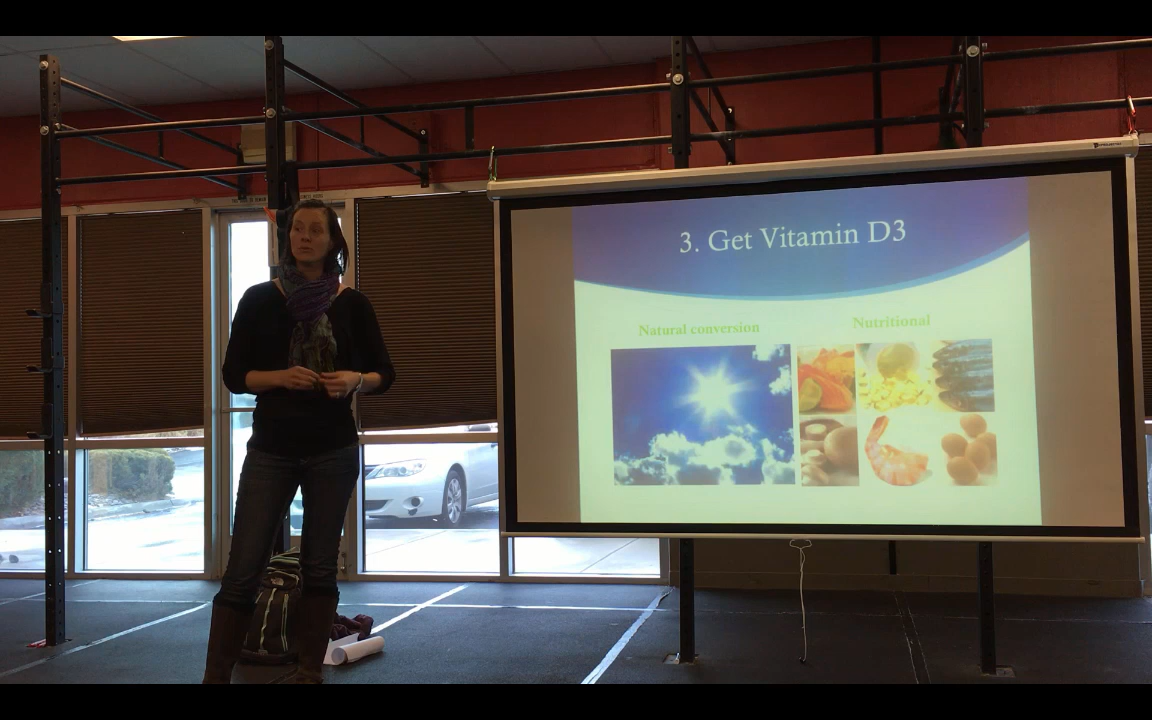 3. Get Vitamin D3
Natural conversion
Nutritional